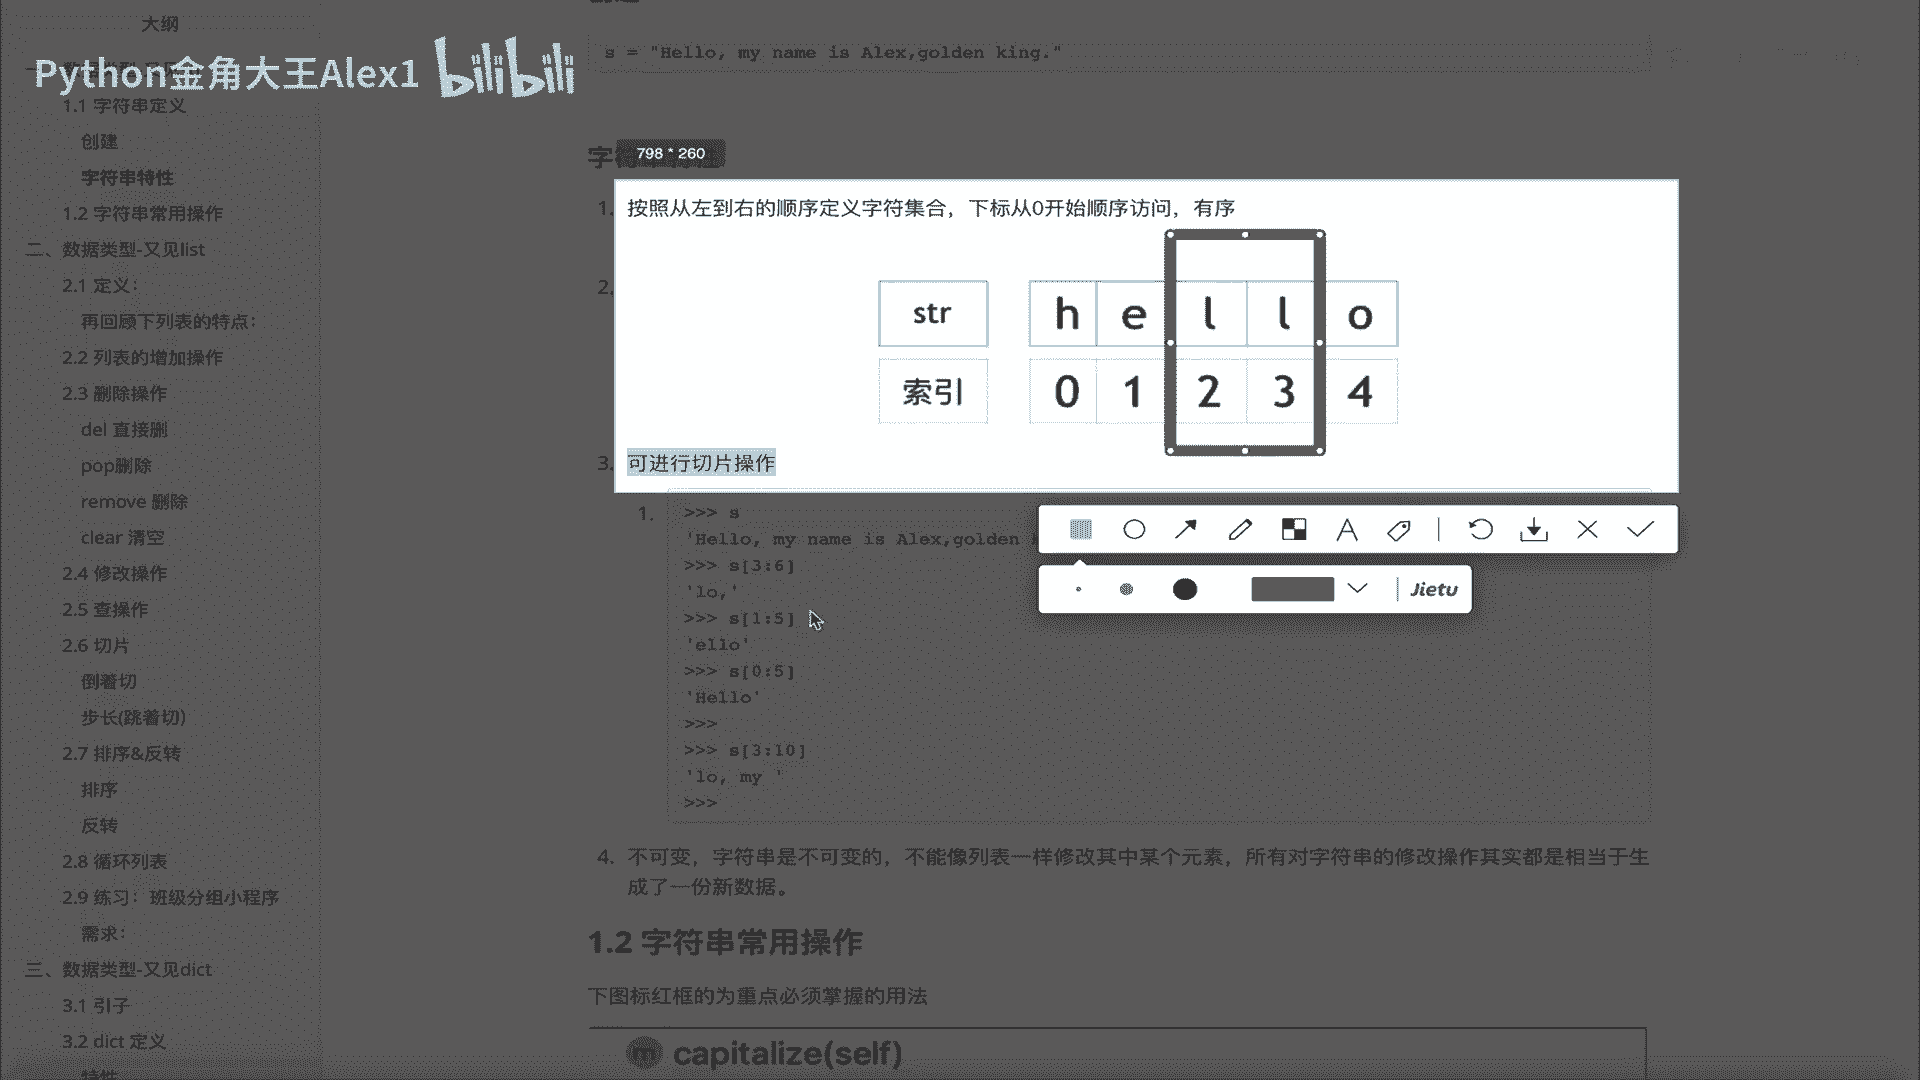 大纲
Python金角大王Alex1 bilibili
1.1 字符串定义
创建
字符串特性
1.2 字符串常用操作
二、数据类型-又见list
2.1 定义：
再回顾下列表的特点：
2.2 列表的增加操作
2.3 删除操作
del 直接删
pop删除
remove 删除
clear 清空
2.4 修改操作
2.5 查操作
2.6 切片
倒着切
步长(跳着切)
2.7 排序&反转
排序
反转
2.8 循环列表
2.9 练习：班级分组小程序
需求：
三、数据类型-又见dict
3.1 引子
3.2 dict 定义
特性
s = "Hello, my name is Alex,golden king."
798 * 260
1. 按照从左到右的顺序定义字符集合，下标从0开始顺序访问，有序
2.
str h e l l o
索引 0 1 2 3 4
3. 可进行切片操作
1. >>> s
'Hello, my name is Alex,golden
>>> s[3:6]
'lo,'
>>> s[1:5]
'ello'
>>> s[0:5]
'Hello'
>>>
>>> s[3:10]
'lo, my '
>>>
Jietu
4. 不可变，字符串是不可变的，不能像列表一样修改其中某个元素，所有对字符串的修改操作其实都是相当于生
成了一份新数据。
1.2 字符串常用操作
下图标红框的为重点必须掌握的用法
m capitalize(self)